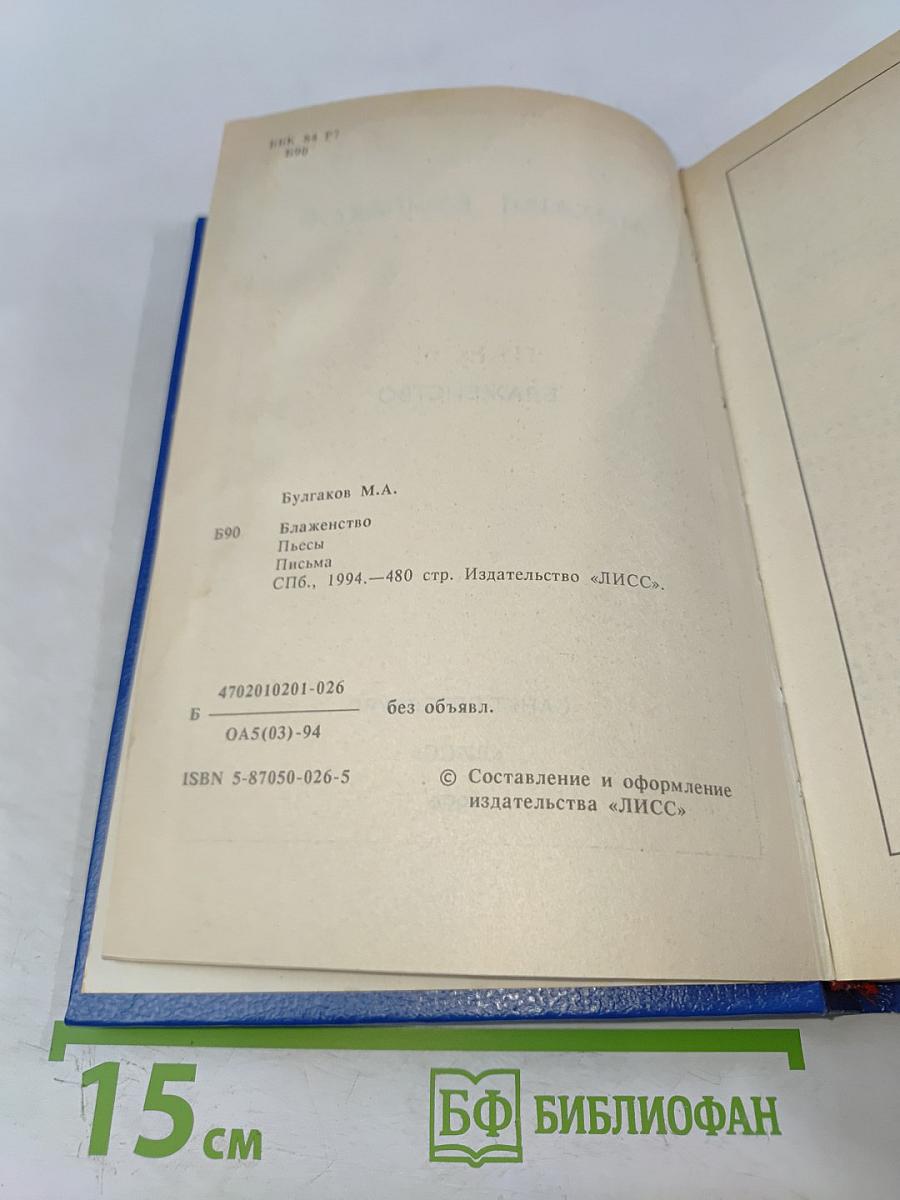 ББК 84 Р7
Б90
БЛАЖЕНСТВО
Булгаков М.А.
Б90 Блаженство
Пьесы
Письма
СПб., 1994.—480 стр. Издательство «ЛИСС».
4702010201-026
Б без объявл.
ОА5(03)-94
ISBN 5-87050-026-5
© Составление и оформление
издательства «ЛИСС»
15 см
БФ БИБЛИОФАН